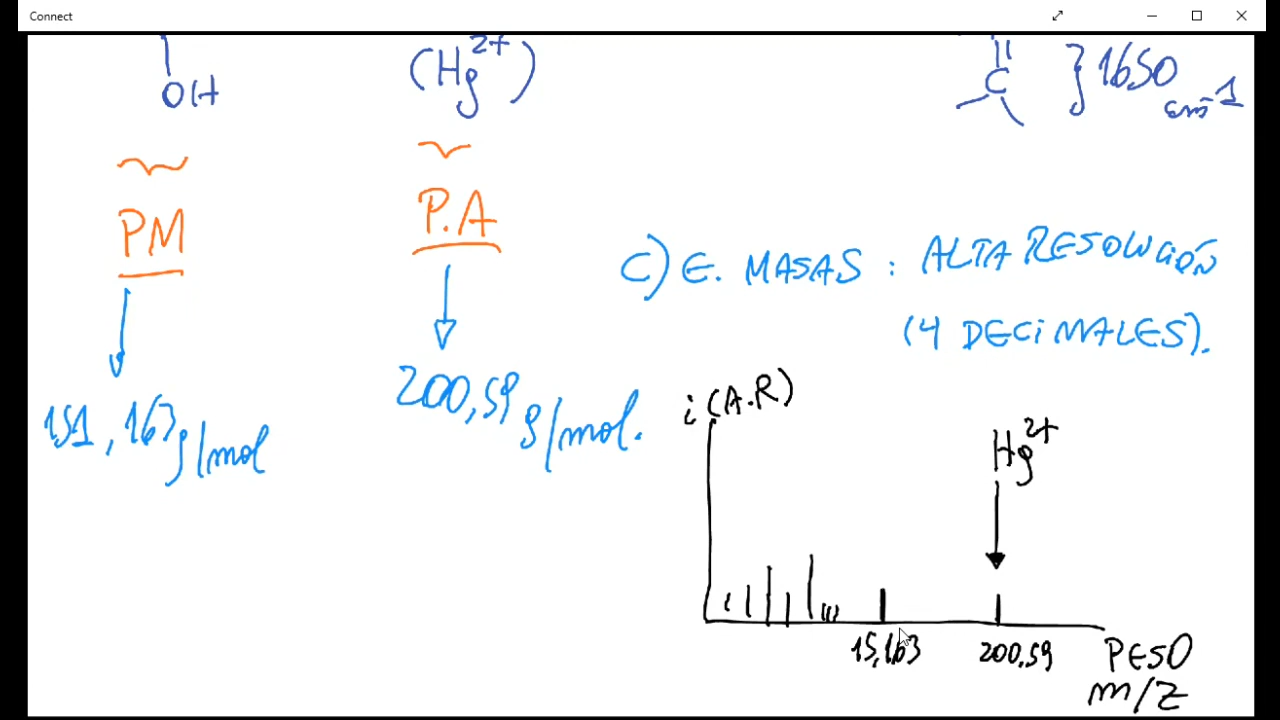 Connect
OH
(Hg2+)
C } 1650 cm-1
PM
P.A
C) E. MASAS : ALTA RESOLUCIÓN
(4 DECIMALES).
151,163 g/mol
200,59 g/mol.
i (A.R)
Hg2+
15,163
200,59
PESO
m/z